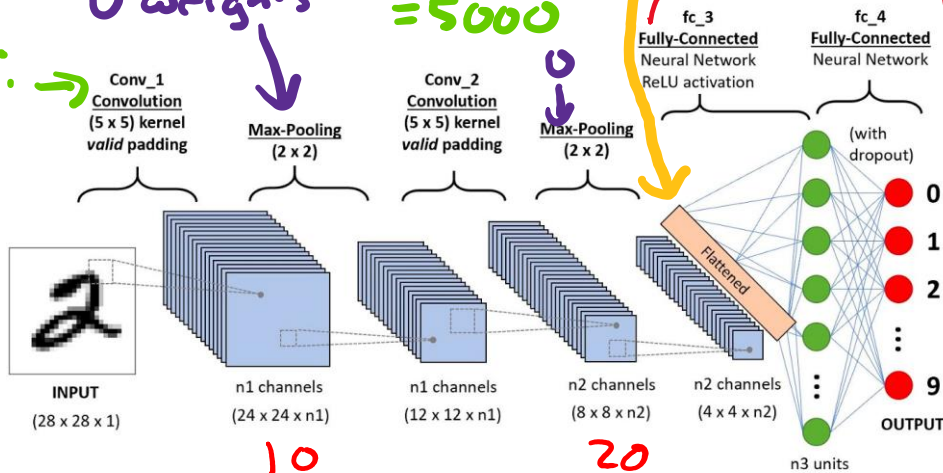 0 weights
=5000
0
Conv_1
Convolution
(5 x 5) kernel
valid padding
Max-Pooling
(2 x 2)
Conv_2
Convolution
(5 x 5) kernel
valid padding
Max-Pooling
(2 x 2)
fc_3
Fully-Connected
Neural Network
ReLU activation
fc_4
Fully-Connected
Neural Network
(with
dropout)
2
Flattened
0
1
2
⋮
9
OUTPUT
INPUT
(28 x 28 x 1)
n1 channels
(24 x 24 x n1)
n1 channels
(12 x 12 x n1)
n2 channels
(8 x 8 x n2)
n2 channels
(4 x 4 x n2)
n3 units
10
20